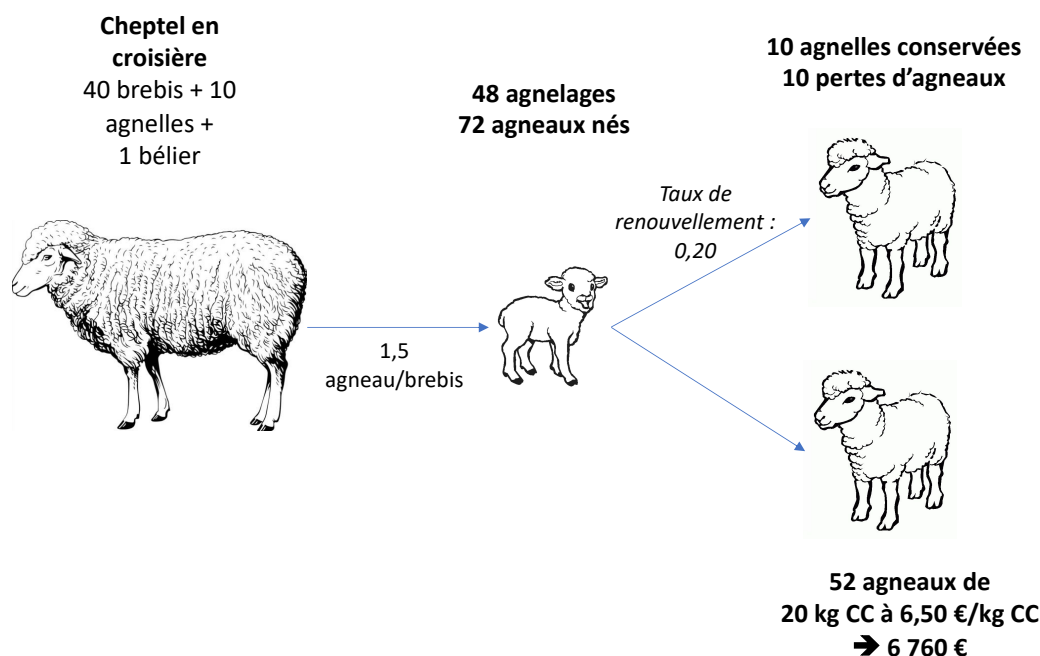 Cheptel en
croisière
40 brebis + 10
agnelles +
1 bélier
48 agnelages
72 agneaux nés
10 agnelles conservées
10 pertes d’agneaux
Taux de
renouvellement :
0,20
1,5
agneau/brebis
52 agneaux de
20 kg CC à 6,50 €/kg CC
➔ 6 760 €